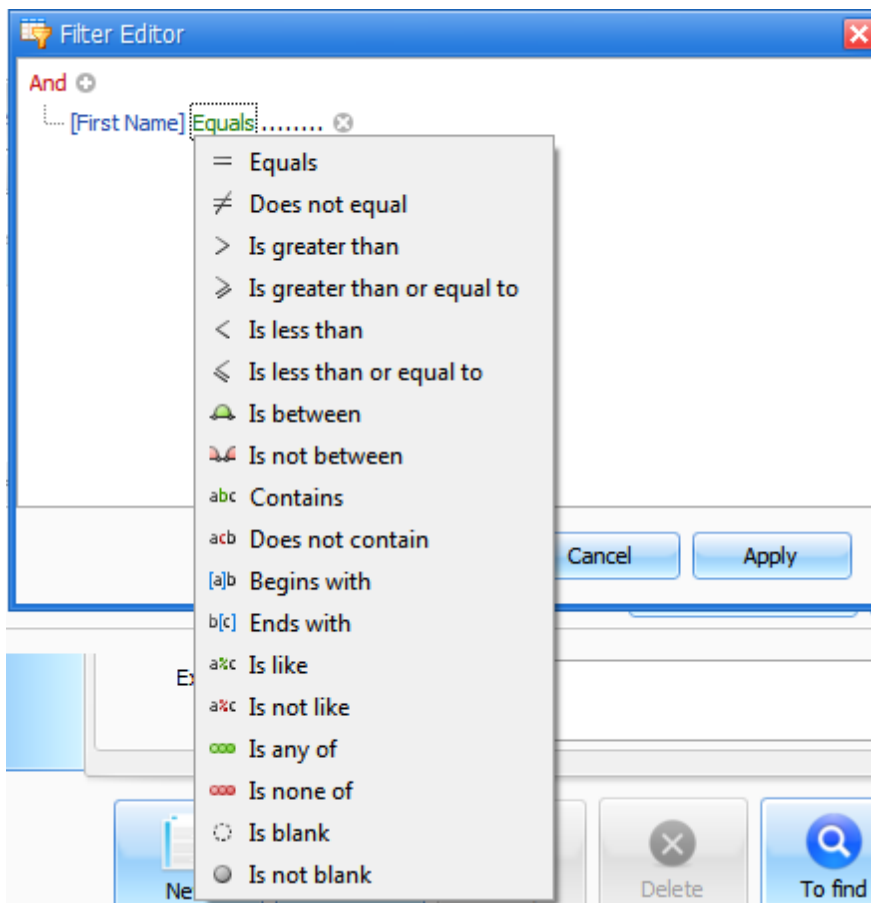 Filter Editor
And
[First Name] Equals ........
= Equals
≠ Does not equal
> Is greater than
⩾ Is greater than or equal to
< Is less than
⩽ Is less than or equal to
Is between
Is not between
abc Contains
acb Does not contain
[a]b Begins with
b[c] Ends with
a%c Is like
a%c Is not like
Is any of
Is none of
Is blank
Is not blank
Cancel Apply
Delete
To find